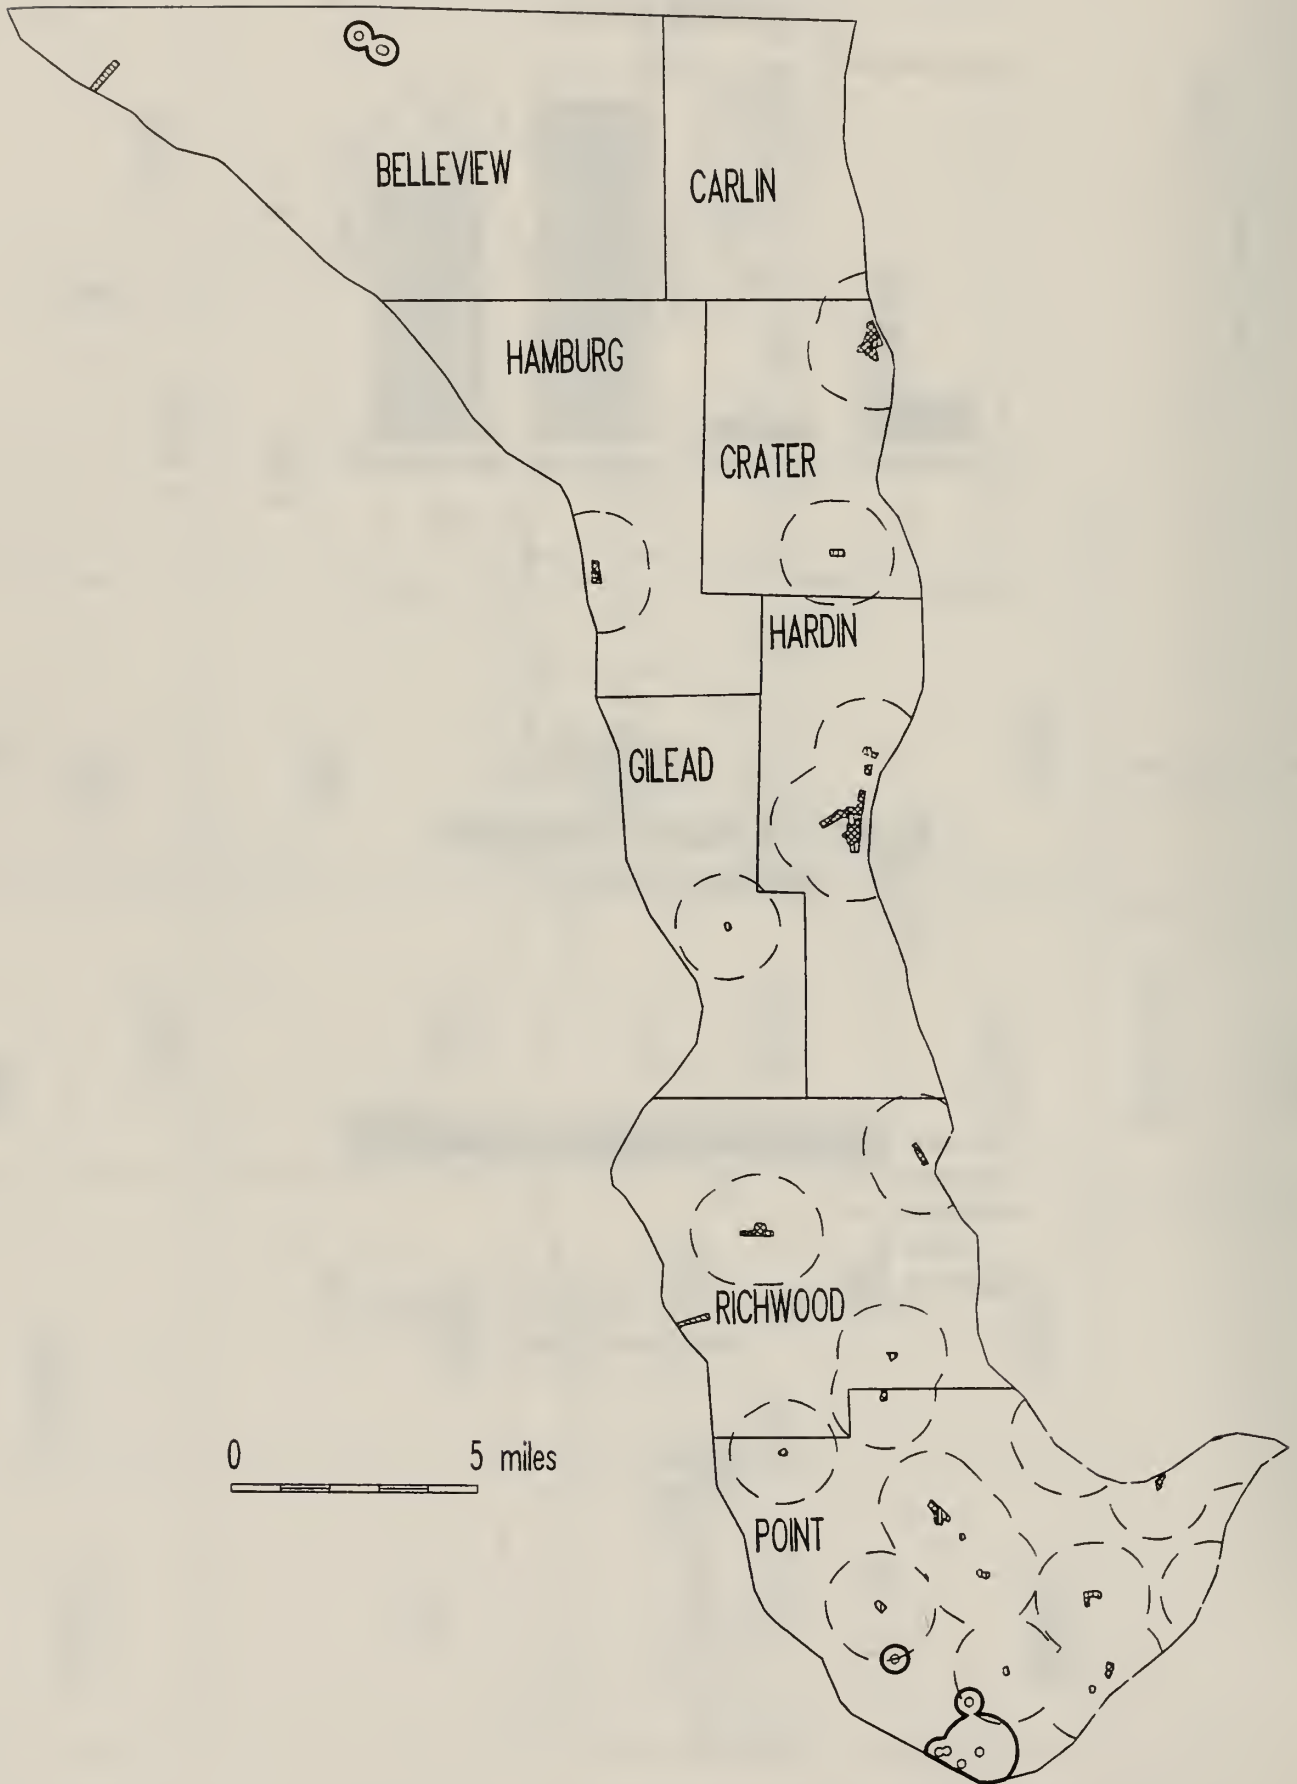 BELLEVIEW
CARLIN
HAMBURG
CRATER
HARDIN
GILEAD
RICHWOOD
0 5 miles
POINT